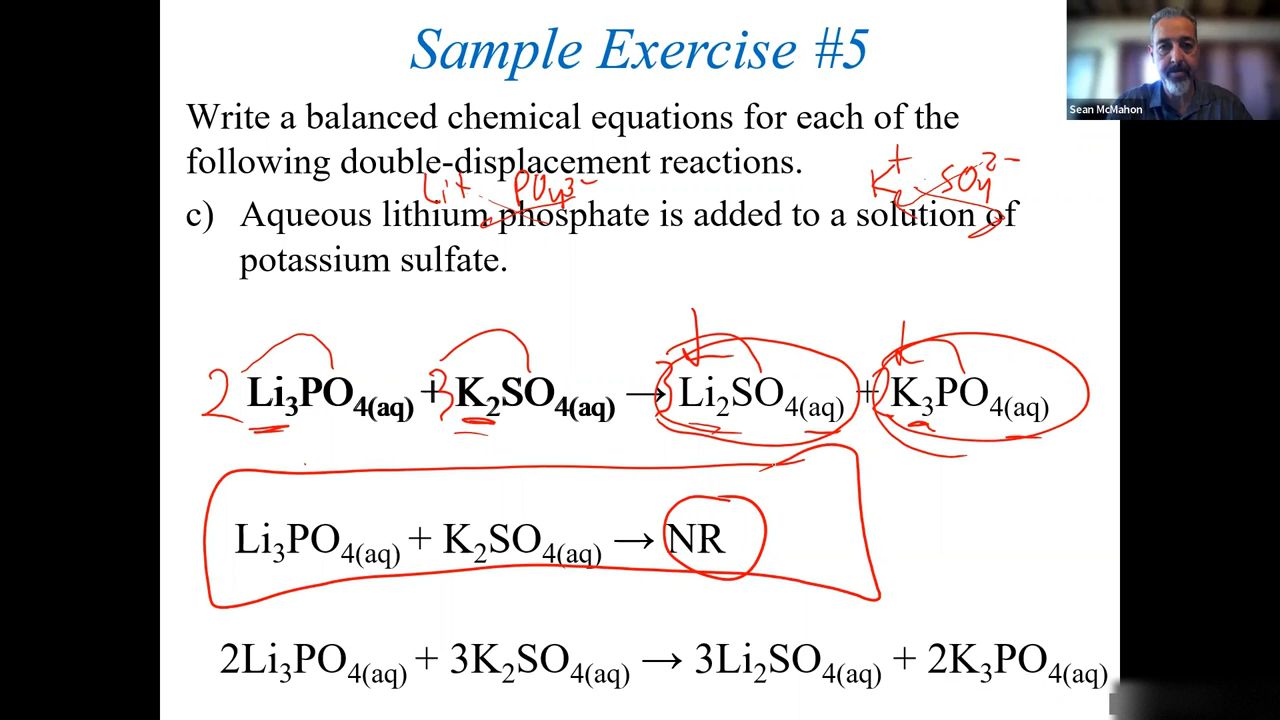 Sample Exercise #5
Sean McMahon
Write a balanced chemical equations for each of the
following double-displacement reactions.
Li+ PO₄³⁻ K⁺ SO₄²⁻
c) Aqueous lithium phosphate is added to a solution of
potassium sulfate.
2 Li₃PO₄(aq) + 3 K₂SO₄(aq) → 3 Li₂SO₄(aq) + 2 K₃PO₄(aq)
Li₃PO₄(aq) + K₂SO₄(aq) → NR
2Li₃PO₄(aq) + 3K₂SO₄(aq) → 3Li₂SO₄(aq) + 2K₃PO₄(aq)